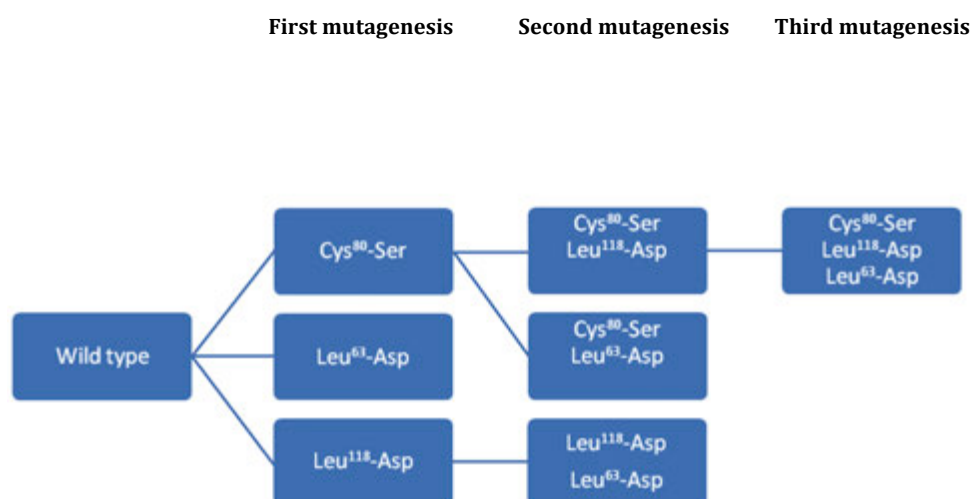 First mutagenesis Second mutagenesis Third mutagenesis
Wild type
Cys⁸⁰-Ser
Leu⁶³-Asp
Leu¹¹⁸-Asp
Cys⁸⁰-Ser
Leu¹¹⁸-Asp
Cys⁸⁰-Ser
Leu⁶³-Asp
Leu¹¹⁸-Asp
Leu⁶³-Asp
Cys⁸⁰-Ser
Leu¹¹⁸-Asp
Leu⁶³-Asp